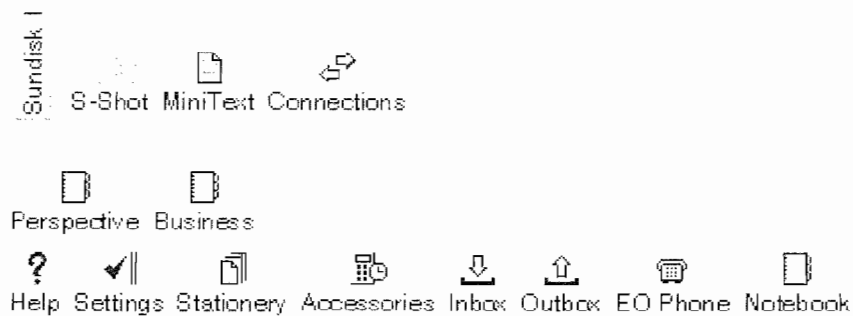 Sundisk I
S-Shot MiniText Connections
Perspective Business
Help Settings Stationery Accessories Inbox Outbox EO Phone Notebook